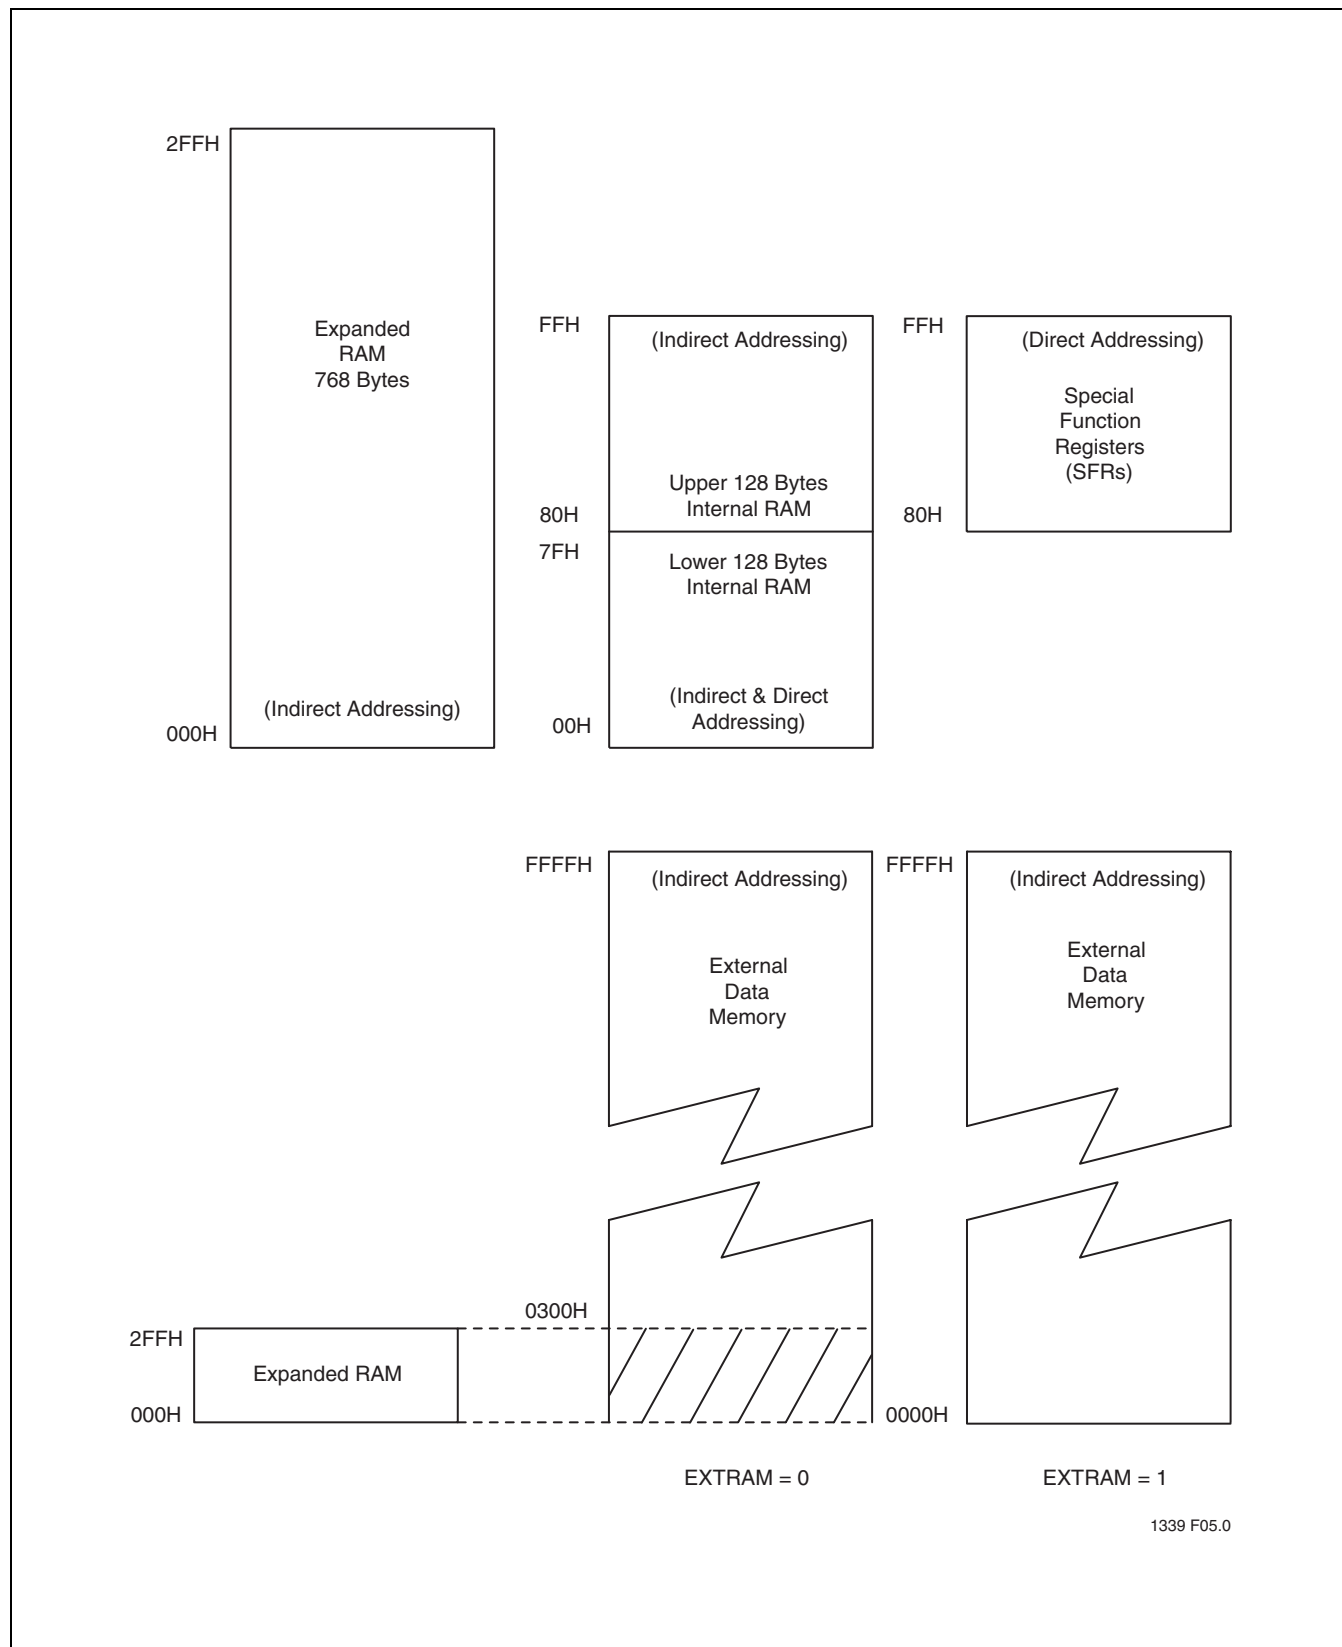 2FFH
Expanded
RAM
768 Bytes
(Indirect Addressing)
000H
FFH
(Indirect Addressing)
Upper 128 Bytes
Internal RAM
80H
7FH
Lower 128 Bytes
Internal RAM
(Indirect & Direct
Addressing)
00H
FFH
(Direct Addressing)
Special
Function
Registers
(SFRs)
80H
FFFFH
(Indirect Addressing)
External
Data
Memory
FFFFH
(Indirect Addressing)
External
Data
Memory
0300H
2FFH
Expanded RAM
000H
0000H
EXTRAM = 0
EXTRAM = 1
1339 F05.0